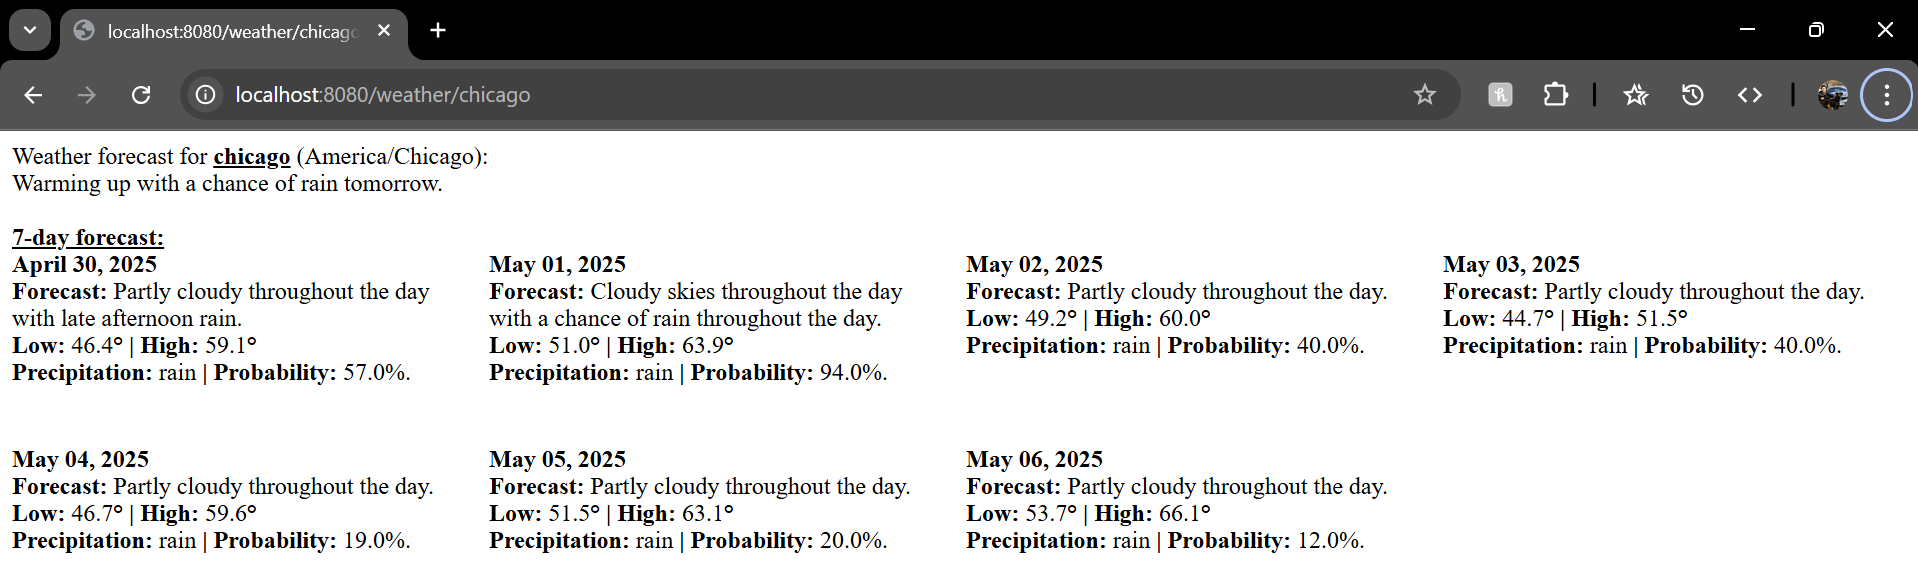 localhost:8080/weather/chicago
localhost:8080/weather/chicago
Weather forecast for chicago (America/Chicago):
Warming up with a chance of rain tomorrow.
7-day forecast:
April 30, 2025
Forecast: Partly cloudy throughout the day
with late afternoon rain.
Low: 46.4° | High: 59.1°
Precipitation: rain | Probability: 57.0%.
May 01, 2025
Forecast: Cloudy skies throughout the day
with a chance of rain throughout the day.
Low: 51.0° | High: 63.9°
Precipitation: rain | Probability: 94.0%.
May 02, 2025
Forecast: Partly cloudy throughout the day.
Low: 49.2° | High: 60.0°
Precipitation: rain | Probability: 40.0%.
May 03, 2025
Forecast: Partly cloudy throughout the day.
Low: 44.7° | High: 51.5°
Precipitation: rain | Probability: 40.0%.
May 04, 2025
Forecast: Partly cloudy throughout the day.
Low: 46.7° | High: 59.6°
Precipitation: rain | Probability: 19.0%.
May 05, 2025
Forecast: Partly cloudy throughout the day.
Low: 51.5° | High: 63.1°
Precipitation: rain | Probability: 20.0%.
May 06, 2025
Forecast: Partly cloudy throughout the day.
Low: 53.7° | High: 66.1°
Precipitation: rain | Probability: 12.0%.